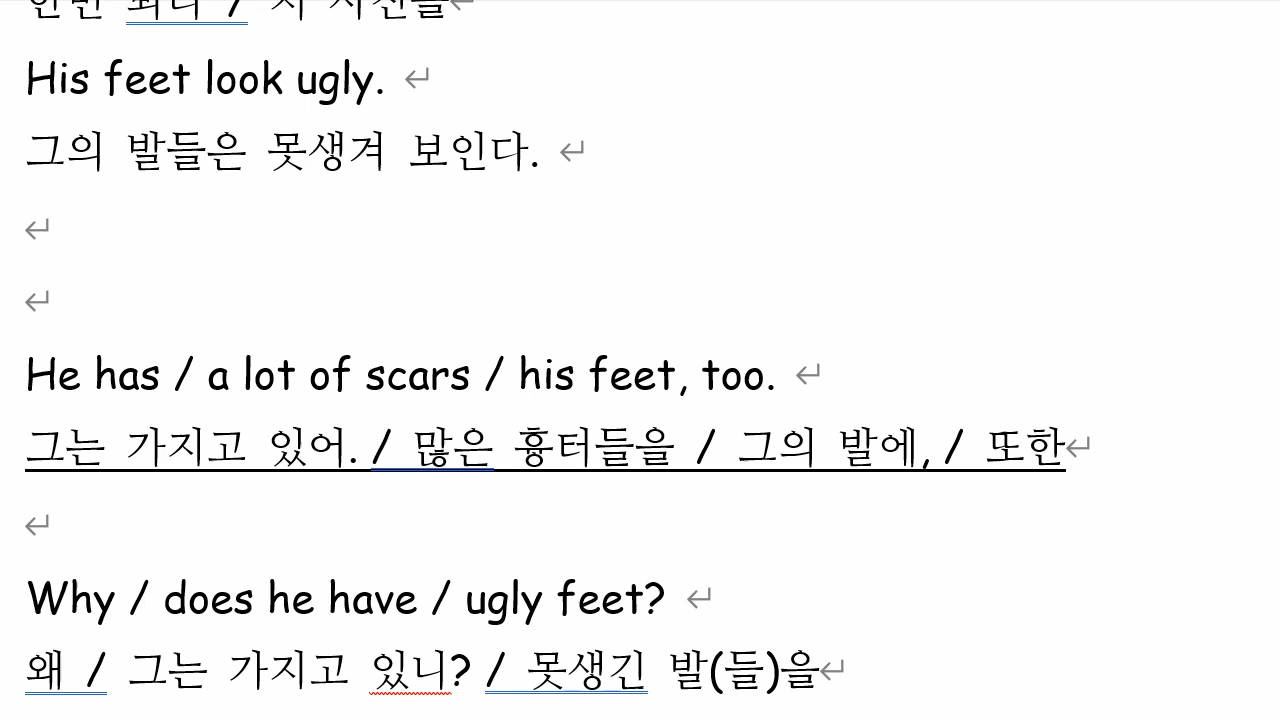 His feet look ugly.
그의 발들은 못생겨 보인다.
He has / a lot of scars / his feet, too.
그는 가지고 있어. / 많은 흉터들을 / 그의 발에, / 또한
Why / does he have / ugly feet?
왜 / 그는 가지고 있니? / 못생긴 발(들)을